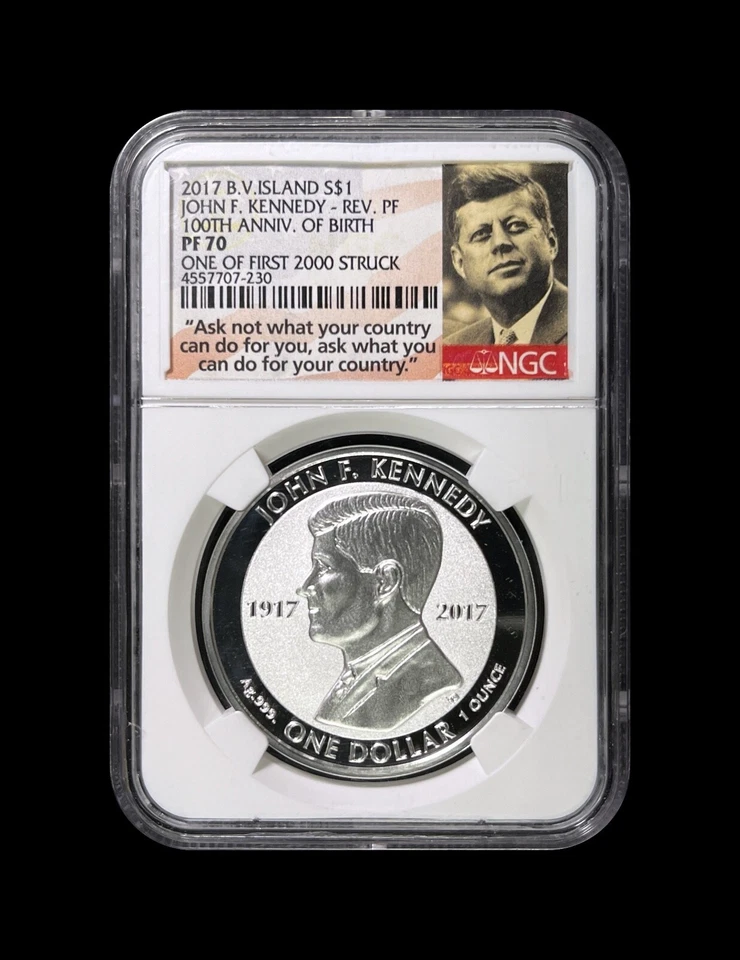 2017 B.V.ISLAND S$1
JOHN F. KENNEDY - REV. PF
100TH ANNIV. OF BIRTH
PF 70
ONE OF FIRST 2000 STRUCK
4557707-230
“Ask not what your country
can do for you, ask what you
can do for your country.”
NGC
JOHN F. KENNEDY
1917 2017
Ag.999.
ONE DOLLAR
1 OUNCE